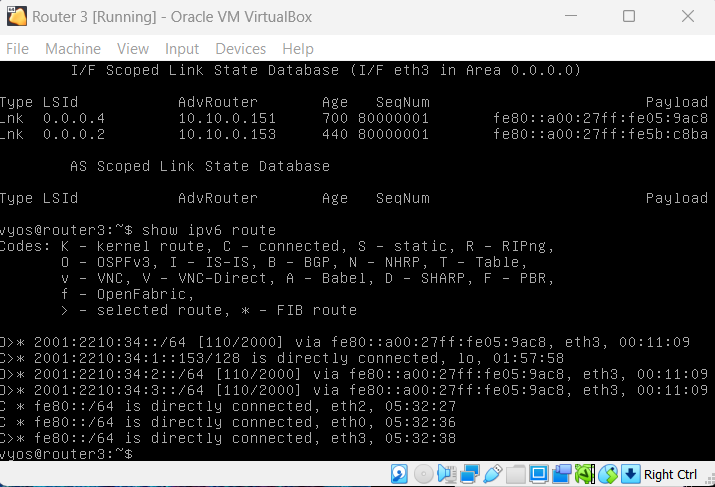 Router 3 [Running] - Oracle VM VirtualBox
File Machine View Input Devices Help
I/F Scoped Link State Database (I/F eth3 in Area 0.0.0.0)
Type LSId AdvRouter Age SeqNum Payload
Lnk 0.0.0.4 10.10.0.151 700 80000001 fe80::a00:27ff:fe05:9ac8
Lnk 0.0.0.2 10.10.0.153 440 80000001 fe80::a00:27ff:fe5b:c8ba
AS Scoped Link State Database
Type LSId AdvRouter Age SeqNum Payload
vyos@router3:~$ show ipv6 route
Codes: K - kernel route, C - connected, S - static, R - RIPng,
O - OSPFv3, I - IS-IS, B - BGP, N - NHRP, T - Table,
v - VNC, V - VNC-Direct, A - Babel, D - SHARP, F - PBR,
f - OpenFabric,
> - selected route, * - FIB route
O>* 2001:2210:34::/64 [110/2000] via fe80::a00:27ff:fe05:9ac8, eth3, 00:11:09
C>* 2001:2210:34:1::153/128 is directly connected, lo, 01:57:58
O>* 2001:2210:34:2::/64 [110/2000] via fe80::a00:27ff:fe05:9ac8, eth3, 00:11:09
O>* 2001:2210:34:3::/64 [110/2000] via fe80::a00:27ff:fe05:9ac8, eth3, 00:11:09
C * fe80::/64 is directly connected, eth2, 05:32:27
C * fe80::/64 is directly connected, eth0, 05:32:36
C>* fe80::/64 is directly connected, eth3, 05:32:38
vyos@router3:~$
Right Ctrl